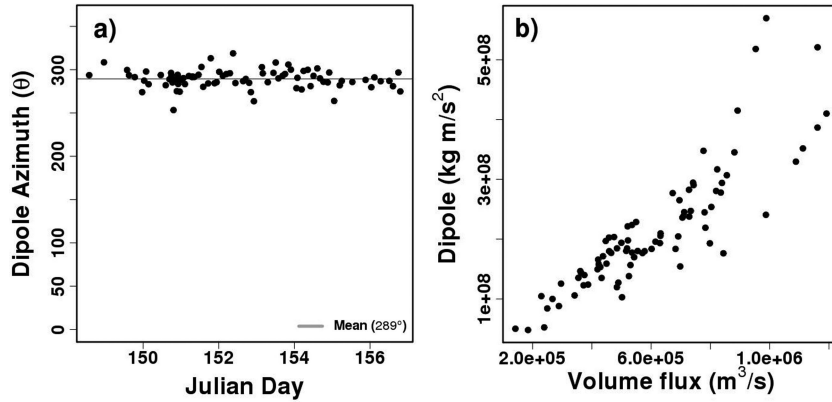 a)
Dipole Azimuth (θ)
300
200
100
50
0
Mean (289°)
150
152
154
156
Julian Day
b)
Dipole (kg m/s²)
5e+08
3e+08
1e+08
2.0e+05
6.0e+05
1.0e+06
Volume flux (m³/s)